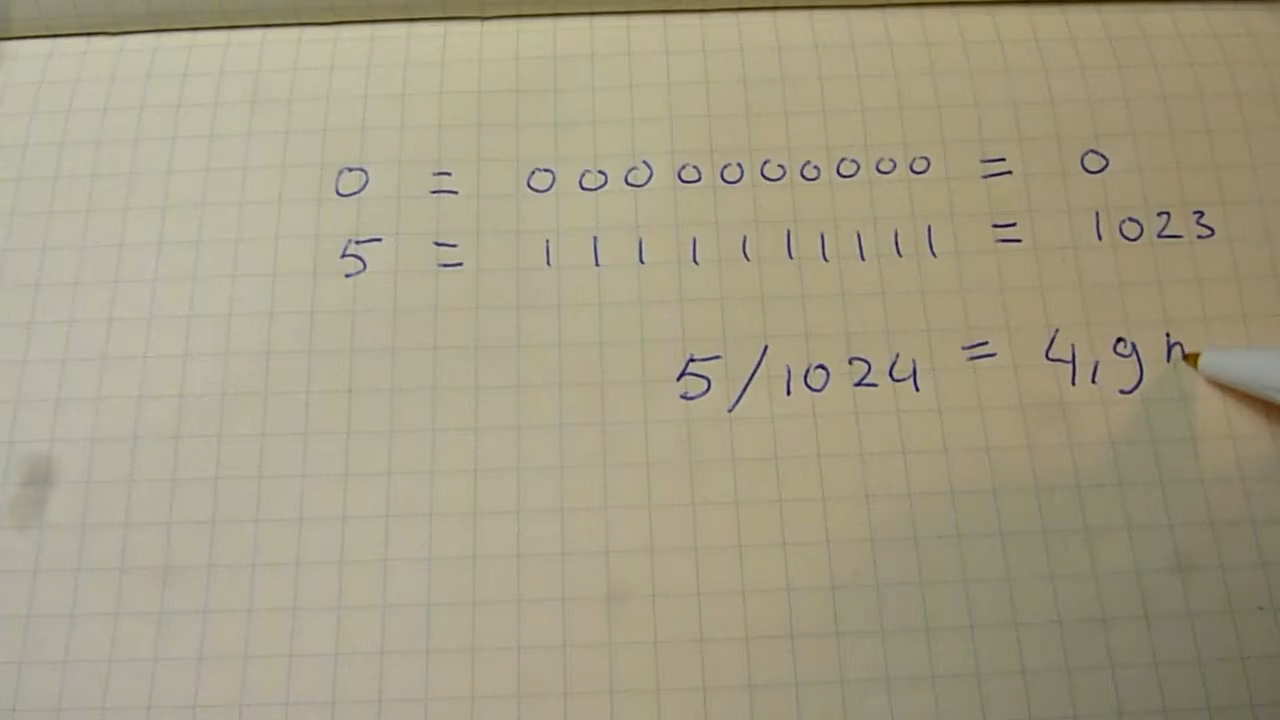 0 = 0000000000 = 0
5 = 1111111111 = 1023
5/1024 = 4,9